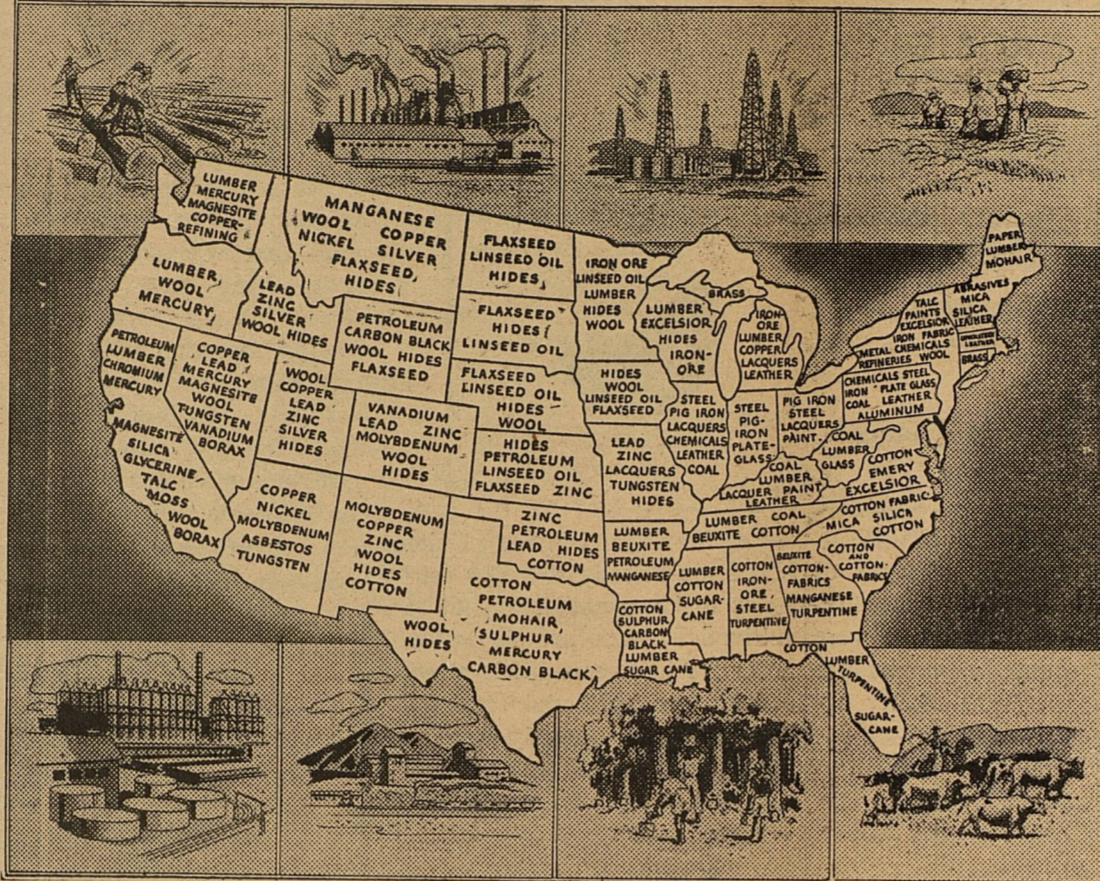 LUMBER
MERCURY
MAGNESITE
COPPER-
REFINING
MANGANESE
WOOL COPPER
NICKEL SILVER
FLAXSEED,
HIDES
FLAXSEED
LINSEED OIL
HIDES
IRON ORE
LINSEED OIL
LUMBER
HIDES
WOOL
BRASS
PAPER
LUMBER
MOHAIR
LUMBER,
WOOL
MERCURY,
LEAD
ZINC
SILVER
WOOL HIDES
PETROLEUM
CARBON BLACK
WOOL HIDES
FLAXSEED
FLAXSEED
HIDES
LINSEED OIL
LUMBER
EXCELSIOR
HIDES
IRON-
ORE
IRON-
ORE
LUMBER
COPPER
LACQUERS
LEATHER
TALC
PAINTS
EXCELSIOR
IRON FABRIC
METAL CHEMICALS
REFINERIES WOOL
ABRASIVES
MICA
SILICA
LEATHER
LEATHER
BRASS
PETROLEUM
LUMBER
CHROMIUM
MERCURY
MAGNESITE
SILICA
GLYCERINE,
TALC
MOSS
WOOL
BORAX
COPPER
LEAD
MERCURY
MAGNESITE
WOOL
TUNGSTEN
VANADIUM
BORAX
WOOL
COPPER
LEAD
ZINC
SILVER
HIDES
VANADIUM
LEAD ZINC
MOLYBDENUM
WOOL
HIDES
FLAXSEED
LINSEED OIL
HIDES
WOOL
HIDES
PETROLEUM
LINSEED OIL
FLAXSEED ZINC
HIDES
WOOL
LINSEED OIL
FLAXSEED
LEAD
ZINC
LACQUERS
TUNGSTEN
HIDES
STEEL
PIG IRON
LACQUERS
CHEMICALS
LEATHER
COAL
STEEL
PIG-
IRON
PLATE-
GLASS
PIG IRON
STEEL
LACQUERS
PAINT.
CHEMICALS STEEL
IRON PLATE GLASS
COAL LEATHER
ALUMINUM
COAL
LUMBER
GLASS
COTTON
EMERY
EXCELSIOR
COAL
LUMBER
LACQUER PAINT
LEATHER
LUMBER COAL
BEUXITE COTTON
COTTON FABRIC
MICA SILICA
COTTON
COPPER
NICKEL
MOLYBDENUM
ASBESTOS
TUNGSTEN
MOLYBDENUM
COPPER
ZINC
WOOL
HIDES
COTTON
ZINC
PETROLEUM
LEAD HIDES
COTTON
LUMBER
BEUXITE
PETROLEUM
MANGANESE
LUMBER
COTTON
SUGAR-
CANE
COTTON
IRON-
ORE,
STEEL
TURPENTINE
BEUXITE
COTTON-
FABRICS
MANGANESE
TURPENTINE
COTTON
AND
COTTON-
FABRICS
WOOL
HIDES
COTTON
PETROLEUM
MOHAIR
SULPHUR
MERCURY
CARBON BLACK
COTTON
SULPHUR
CARBON
BLACK
LUMBER
SUGAR CANE
COTTON
LUMBER
TURPENTINE
SUGAR-
CANE